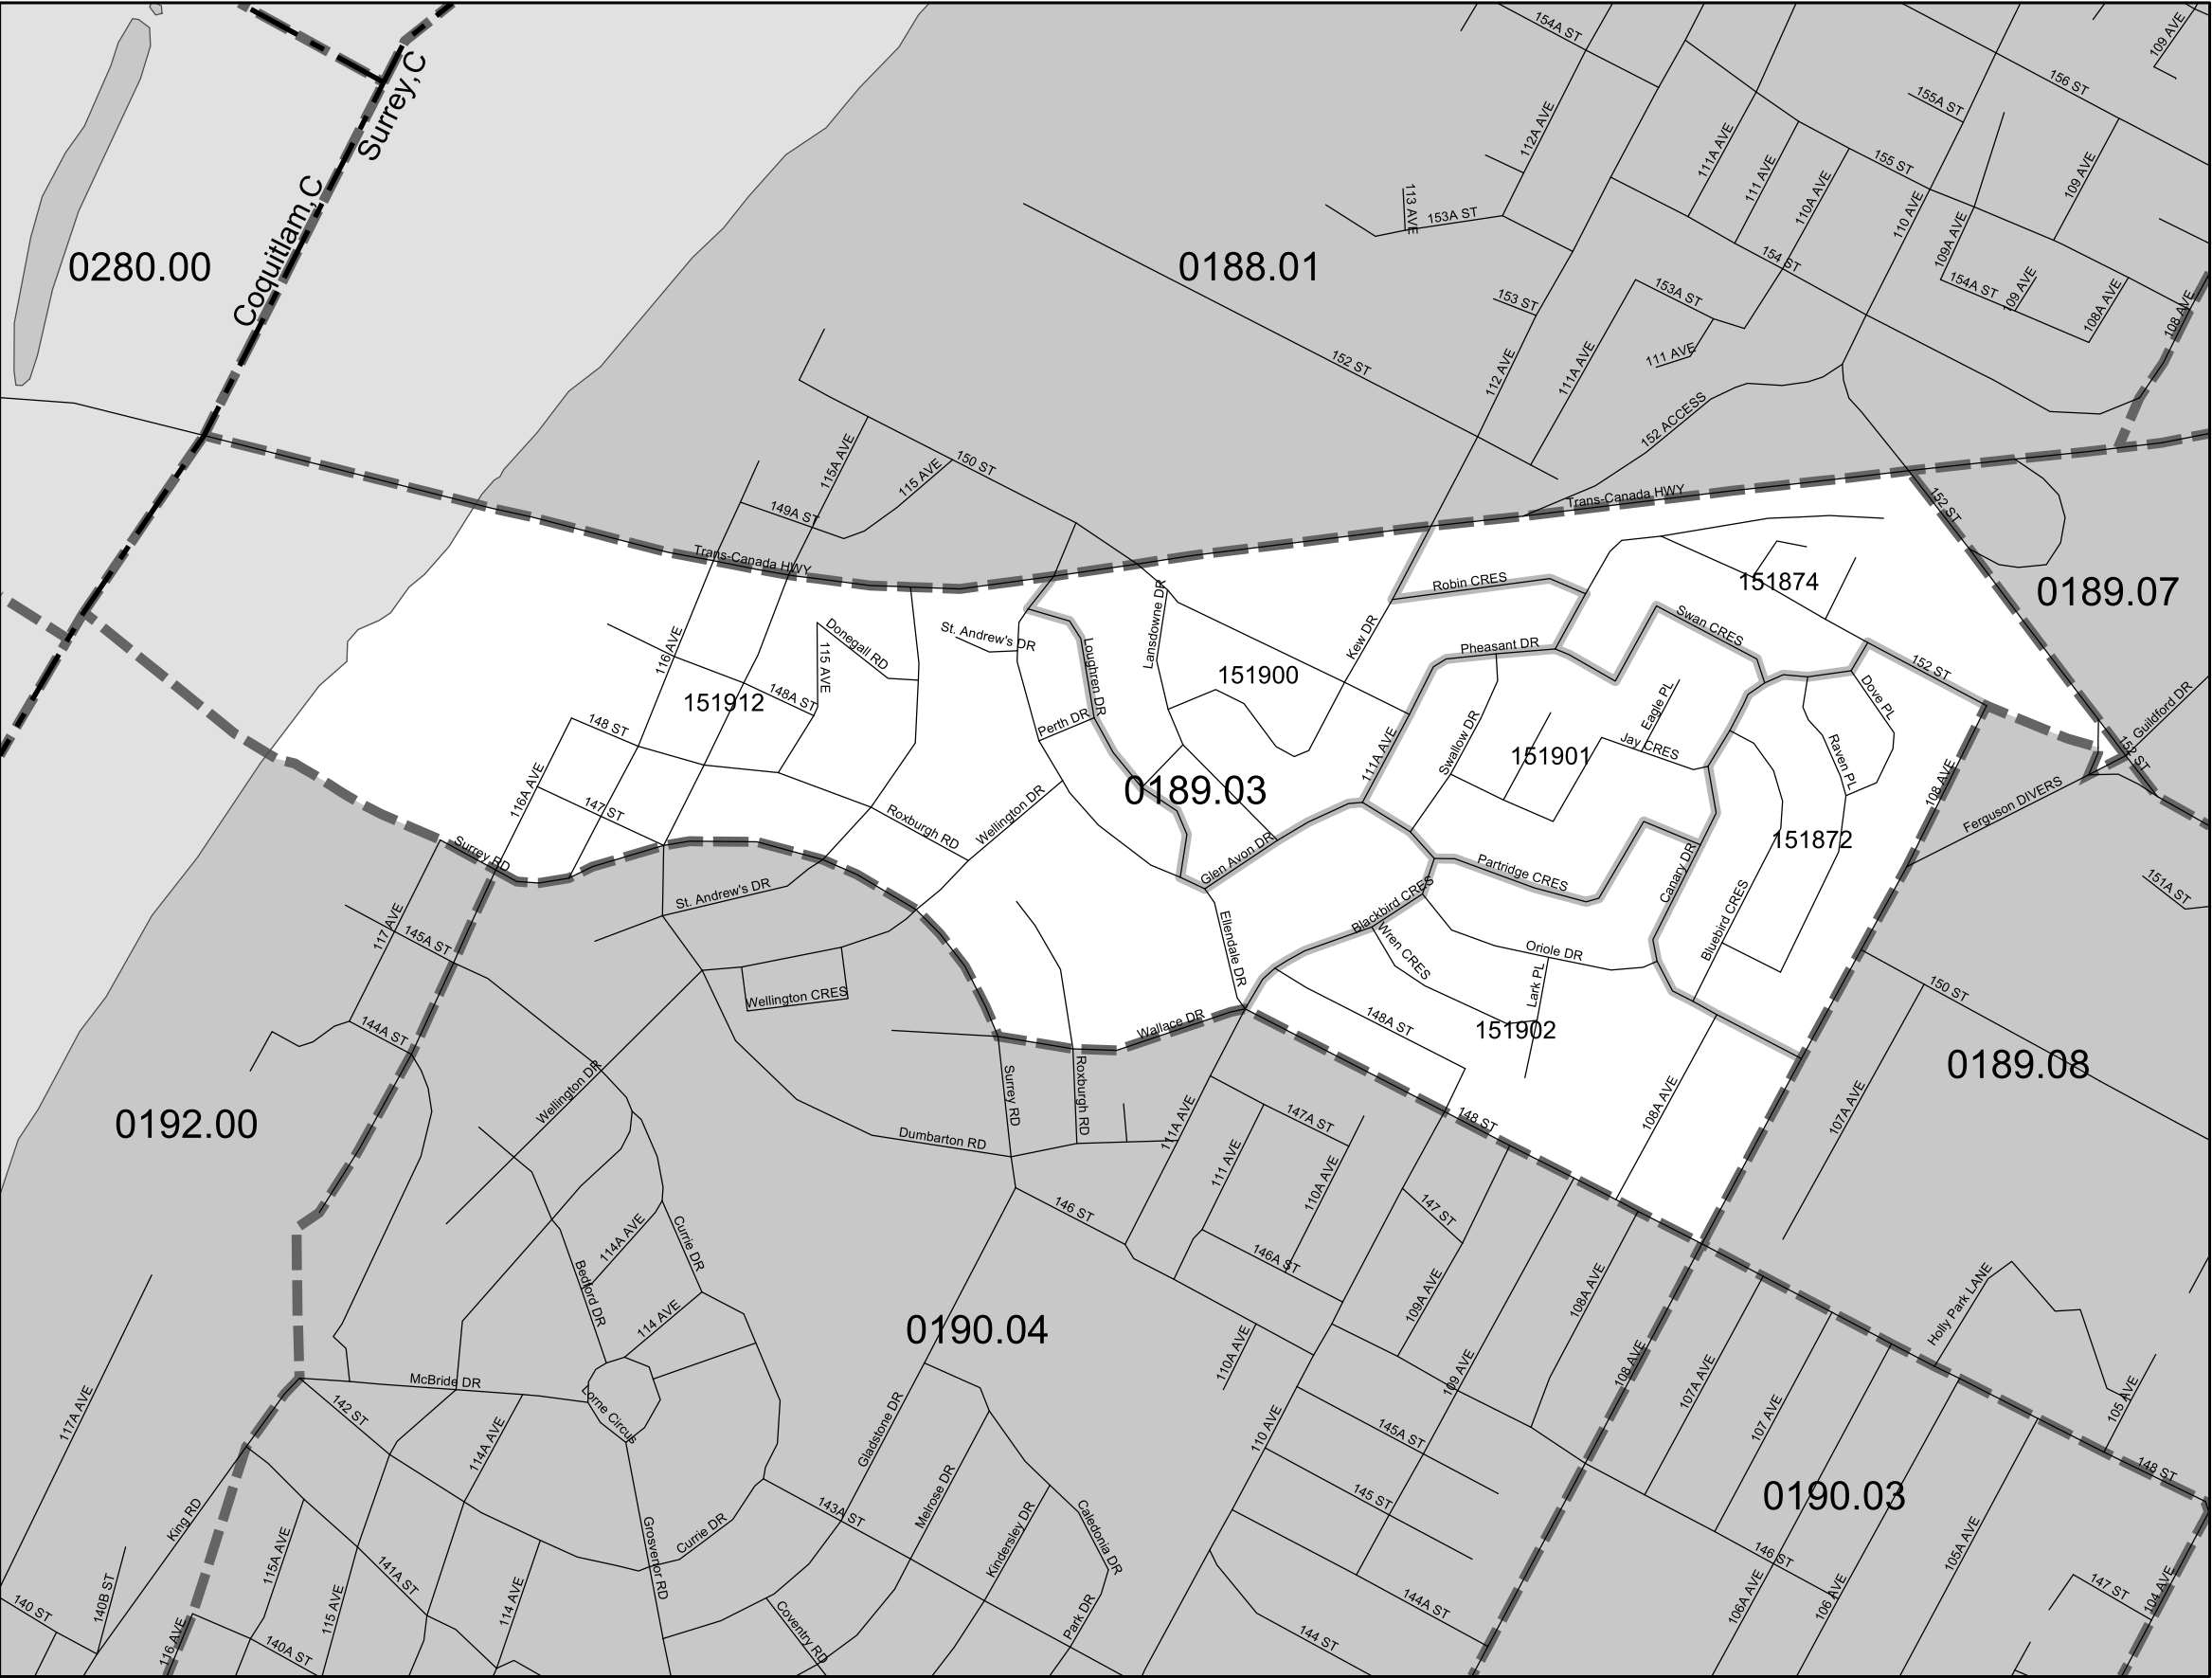 154A ST
109 AVE
Surrey,C
156 ST
155A ST
112A AVE
111A AVE
155 ST
111 AVE
110A AVE
109 AVE
Coquitlam,C
113 AVE
153A ST
110 AVE
109A AVE
0280.00
0188.01
154 ST
153A ST
154A ST
109 AVE
153 ST
108A AVE
108 AVE
152 ST
112 AVE
111A AVE
111 AVE
152 ACCESS
115A AVE
115 AVE
150 ST
149A ST
Trans-Canada HWY
152 ST
Trans-Canada HWY
Robin CRES
151874
0189.07
Lansdowne DR
Donegall RD
St. Andrew's DR
Swan CRES
Kew DR
Pheasant DR
116 AVE
115 AVE
Loughren DR
151900
152 ST
148A ST
151912
Eagle PL
Dove PL
Guildford DR
148 ST
Perth DR
Swallow DR
Jay CRES
151901
Raven PL
152 ST
111A AVE
116A AVE
0189.03
108 AVE
147 ST
Roxburgh RD
Wellington DR
Ferguson DIVERS
Surrey RD
Glen Avon DR
151872
Partridge CRES
Canary DR
St. Andrew's DR
Blackbird CRES
151A ST
117 AVE
145A ST
Ellendale DR
Wren CRES
Oriole DR
Bluebird CRES
Lark PL
Wellington CRES
150 ST
144A ST
Wallace DR
148A ST
151902
0189.08
Wellington DR
Surrey RD
Roxburgh RD
0192.00
Dumbarton RD
111A AVE
147A ST
148 ST
108A AVE
107A AVE
111 AVE
110A AVE
146 ST
147 ST
114A AVE
Currie DR
146A ST
Bedford DR
109A AVE
108A AVE
Holly Park LANE
114 AVE
0190.04
110A AVE
109 AVE
108 AVE
107A AVE
McBride DR
117A AVE
142 ST
Lorne Circus
107 AVE
105 AVE
Gladstone DR
110 AVE
145A ST
114A AVE
148 ST
0190.03
145 ST
King RD
143A ST
Melrose DR
Kindersley DR
Caledonia DR
Currie DR
Grosvenor RD
105A AVE
115A AVE
141A ST
146 ST
147 ST
104 AVE
140B ST
140 ST
115 AVE
114 AVE
144A ST
106A AVE
106 AVE
116 AVE
140A ST
Coventry RD
Park DR
144 ST